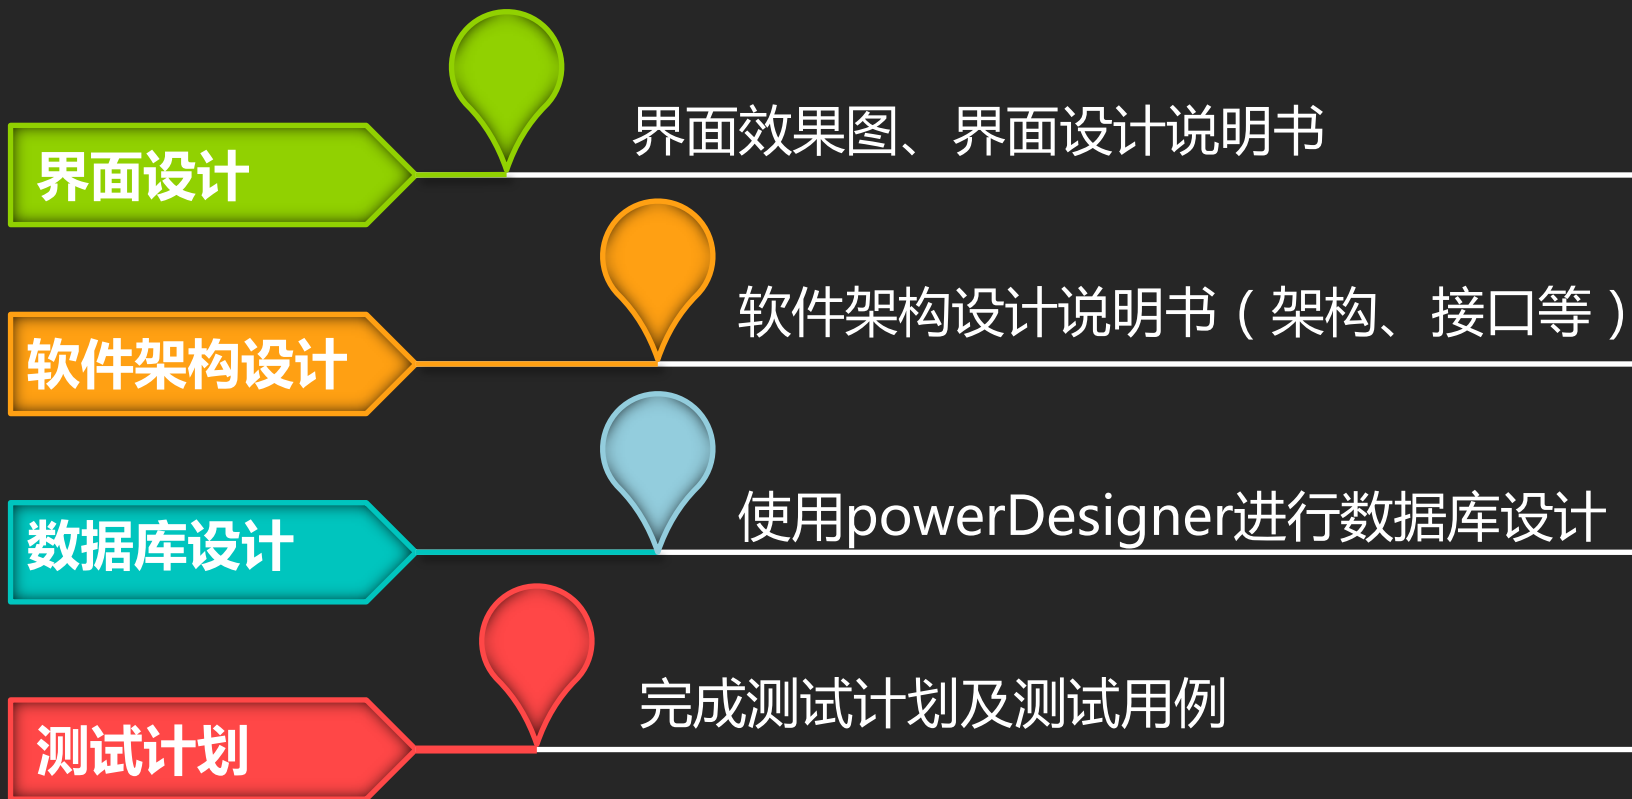 界面设计
界面效果图、界面设计说明书
软件架构设计
软件架构设计说明书（架构、接口等）
数据库设计
使用powerDesigner进行数据库设计
测试计划
完成测试计划及测试用例